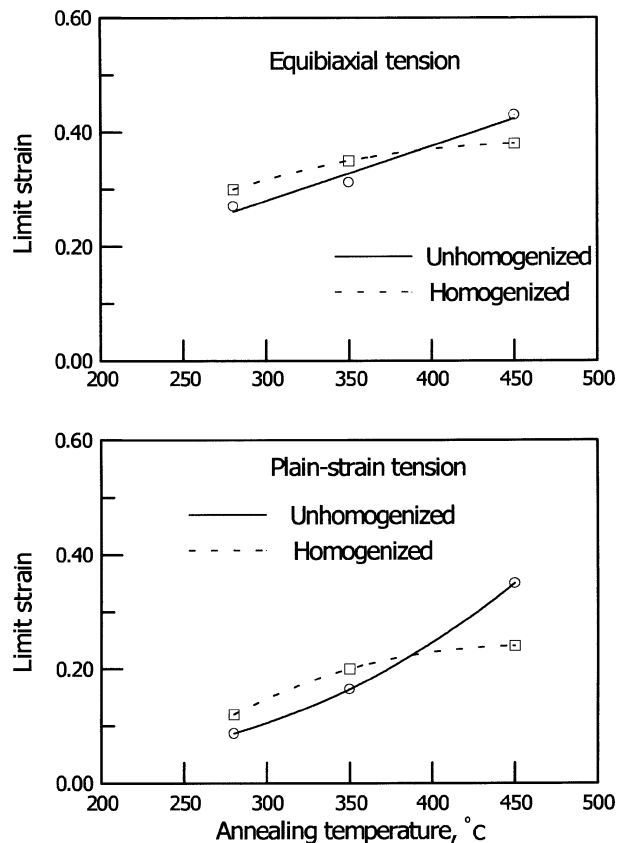 0.60
Equibiaxial tension
0.40
Limit strain
0.20
Unhomogenized
Homogenized
0.00
200 250 300 350 400 450 500
0.60
Plain-strain tension
Unhomogenized
Homogenized
0.40
Limit strain
0.20
0.00
200 250 300 350 400 450 500
Annealing temperature, °C